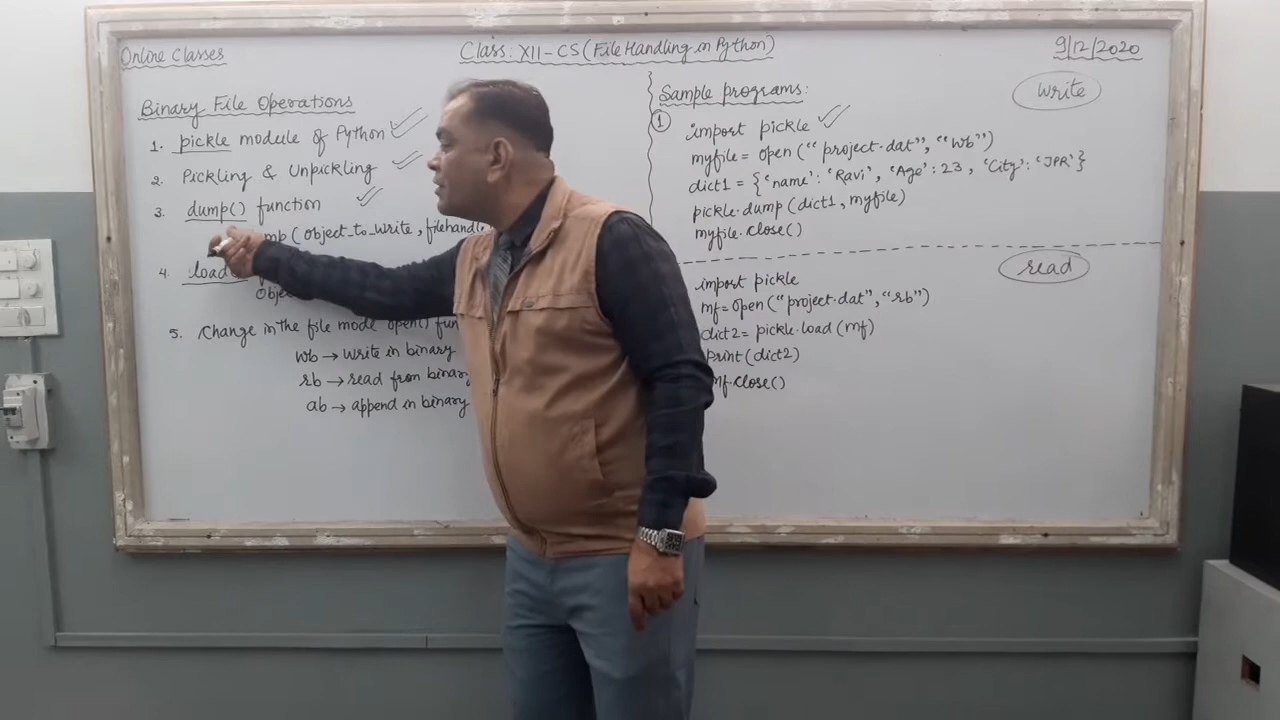 Online Classes
Class: XII-CS (File Handling in Python)
9/12/2020
Binary File Operations
1. pickle module of Python
2. Pickling & Unpickling
3. dump() function
(object_to_write, filehandle
4. load
5. Change in the file mode open()
wb → write in binary
rb → read from binary
ab → append in binary
Sample programs:
write
1
import pickle
myfile = open("project.dat", "wb")
dict1 = {'name': 'Ravi', 'Age': 23, 'City': 'JPR'}
pickle.dump(dict1, myfile)
myfile.close()
read
import pickle
mf=open("project.dat","rb")
dict2= pickle.load(mf)
print(dict2)
mf.close()